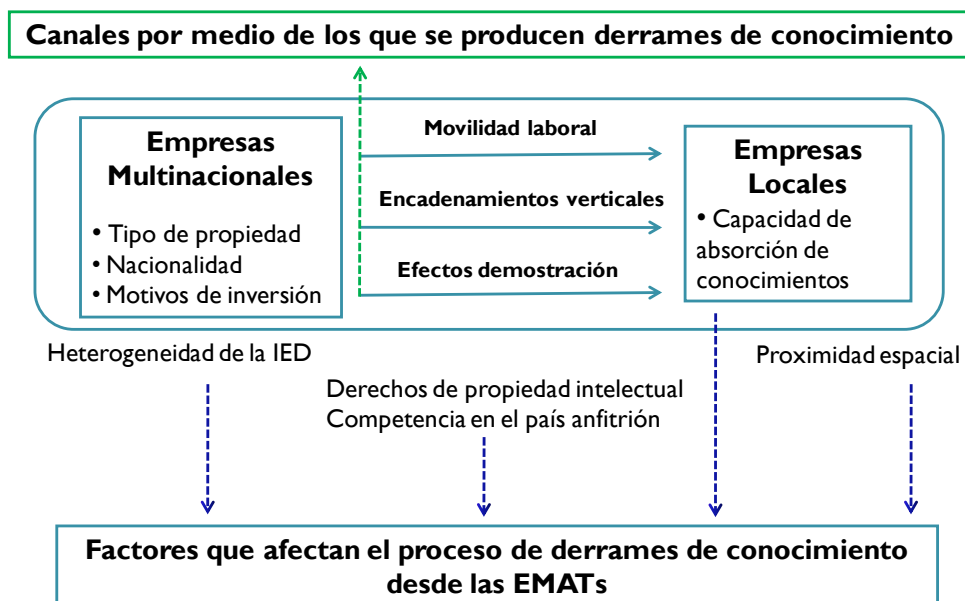 Canales por medio de los que se producen derrames de conocimiento
Empresas
Multinacionales
• Tipo de propiedad
• Nacionalidad
• Motivos de inversión
Movilidad laboral
Encadenamientos verticales
Efectos demostración
Empresas
Locales
• Capacidad de
absorción de
conocimientos
Heterogeneidad de la IED
Derechos de propiedad intelectual
Competencia en el país anfitrión
Proximidad espacial
Factores que afectan el proceso de derrames de conocimiento
desde las EMATs